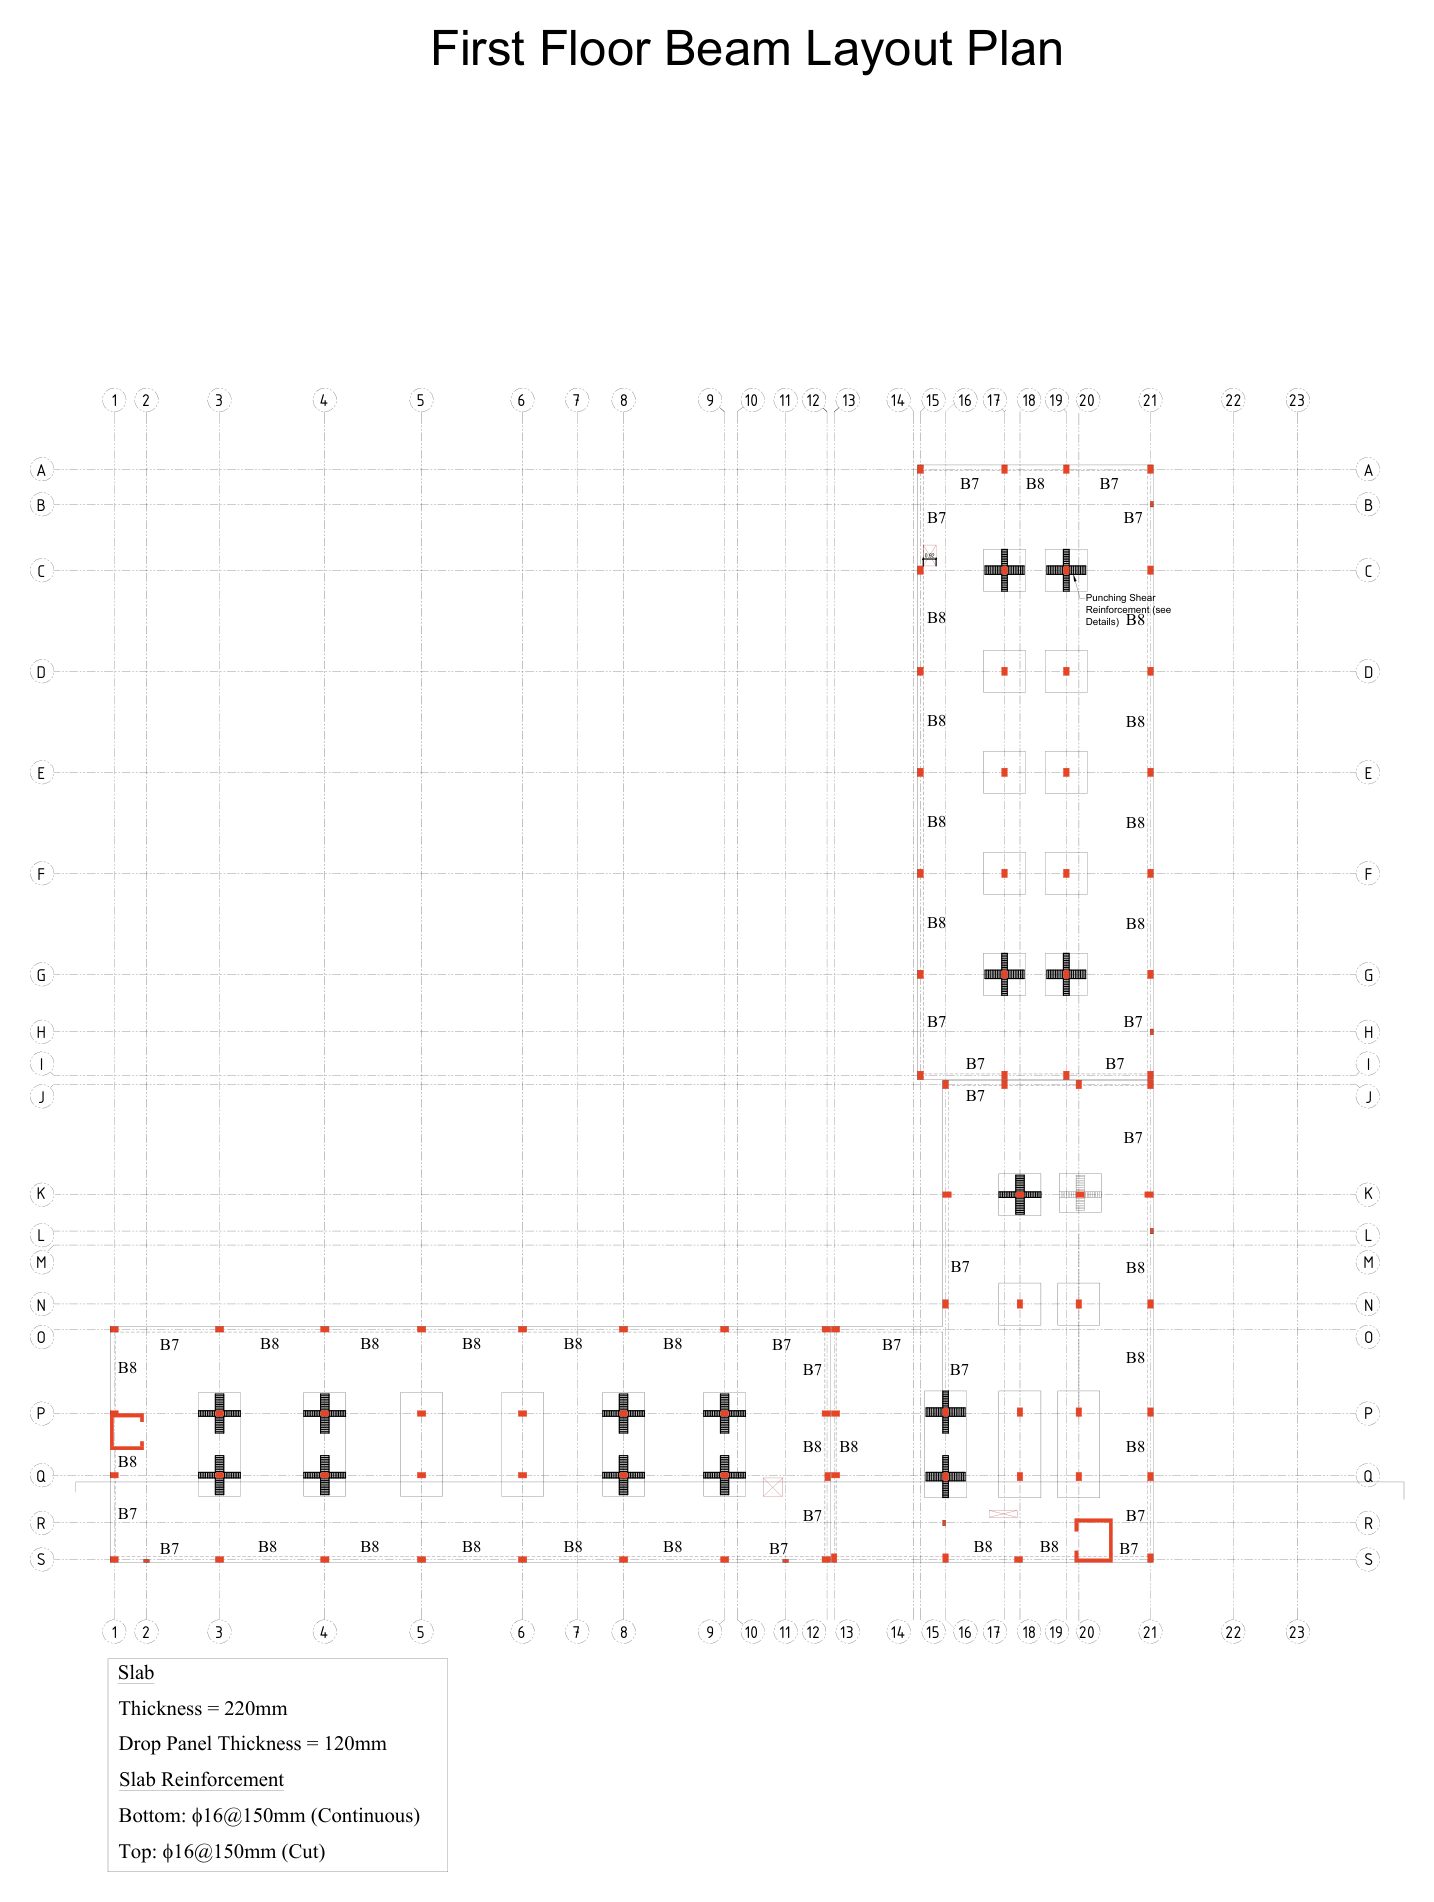 First Floor Beam Layout Plan
1 2 3 4 5 6 7 8 9 10 11 12 13 14 15 16 17 18 19 20 21 22 23
A A
B7 B8 B7
B B
B7 B7
C C
Punching Shear
Reinforcement (see
Details)
B8 B8
D D
B8 B8
E E
B8 B8
F F
B8 B8
G G
B7 B7
H H
I B7 B7 I
J B7 J
B7
K K
L L
M B7 B8 M
N N
O O
B7 B8 B8 B8 B8 B8 B7 B7
B8 B7 B7 B8
P P
B8 B8 B8
B8
Q Q
B7 B7 B7
R R
B7 B8 B8 B8 B8 B8 B7 B8 B8 B7
S S
1 2 3 4 5 6 7 8 9 10 11 12 13 14 15 16 17 18 19 20 21 22 23
Slab
Thickness = 220mm
Drop Panel Thickness = 120mm
Slab Reinforcement
Bottom: ϕ16@150mm (Continuous)
Top: ϕ16@150mm (Cut)